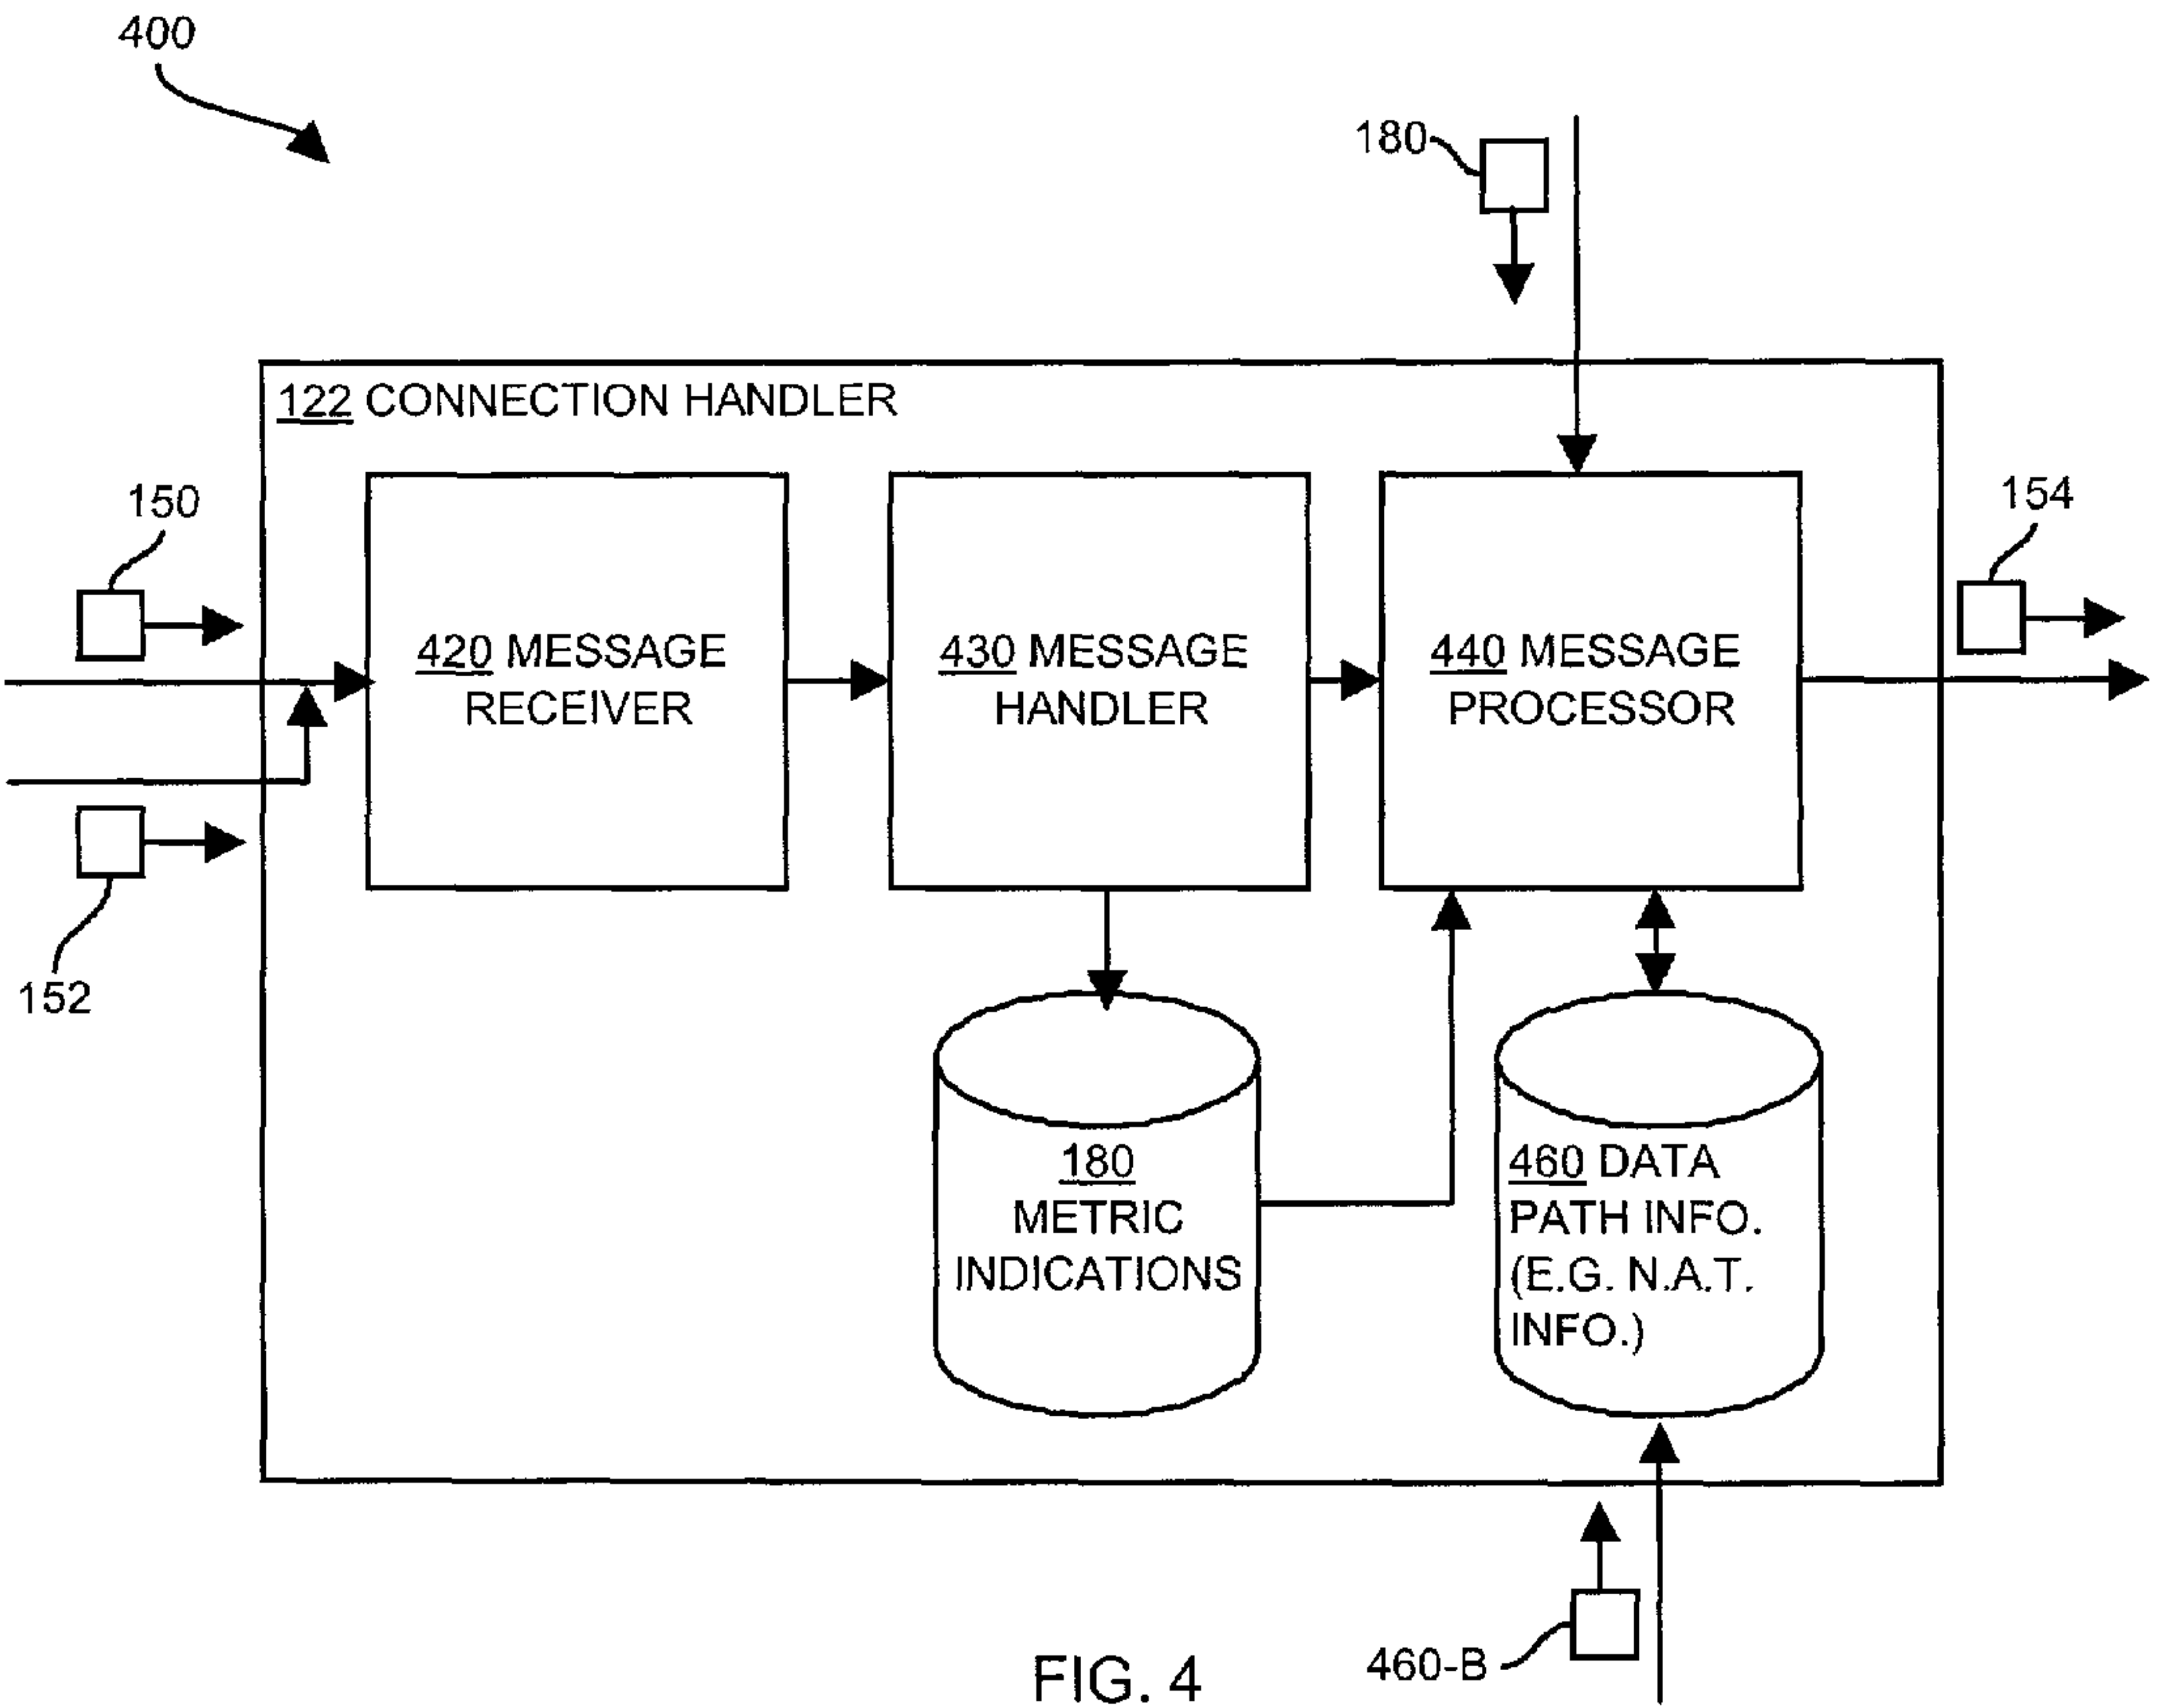 400
180
122 CONNECTION HANDLER
150
154
420 MESSAGE
RECEIVER
430 MESSAGE
HANDLER
440 MESSAGE
PROCESSOR
152
180
METRIC
INDICATIONS
460 DATA
PATH INFO.
(E.G. N.A.T.
INFO.)
460-B
FIG. 4